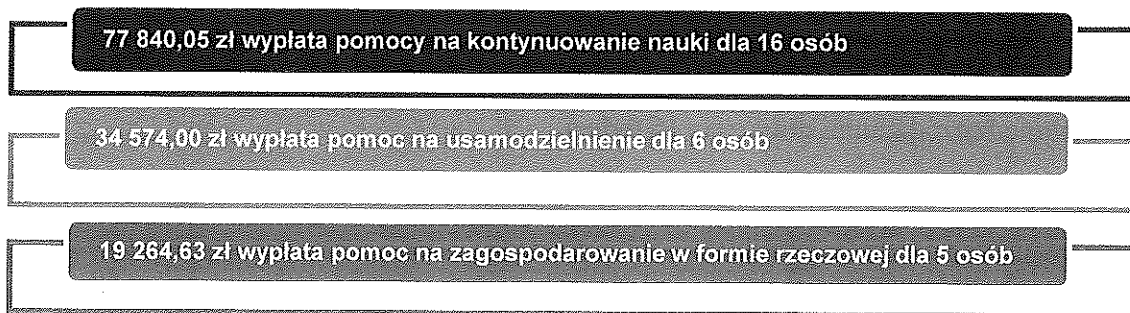 77 840,05 zł wypłata pomocy na kontynuowanie nauki dla 16 osób
34 574,00 zł wypłata pomoc na usamodzielnienie dla 6 osób
19 264,63 zł wypłata pomoc na zagospodarowanie w formie rzeczowej dla 5 osób